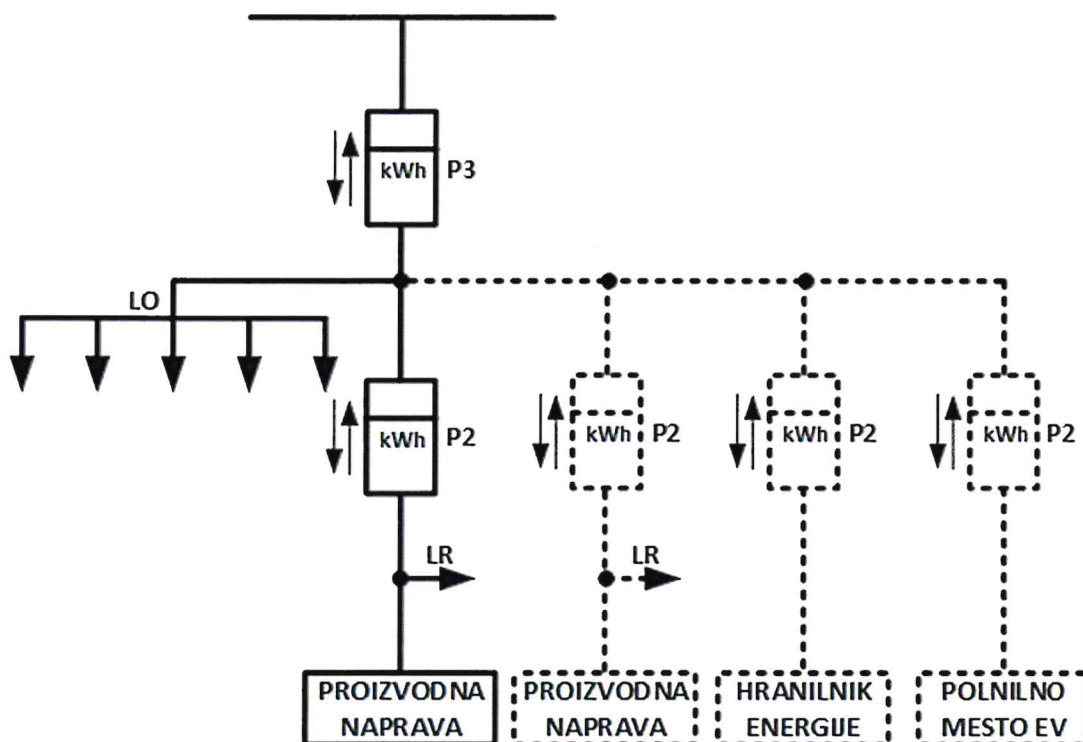 kWh P3
LO
kWh P2
kWh P2
kWh P2
kWh P2
LR
LR
PROIZVODNA
NAPRAVA
PROIZVODNA
NAPRAVA
HRANILNIK
ENERGIJE
POLNILNO
MESTO EV